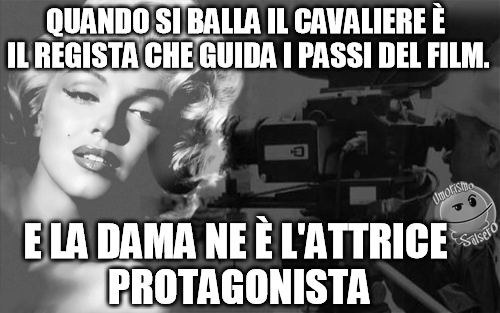 QUANDO SI BALLA IL CAVALIERE È
IL REGISTA CHE GUIDA I PASSI DEL FILM.
E LA DAMA NE È L'ATTRICE
PROTAGONISTA
Umorismo
Salsero